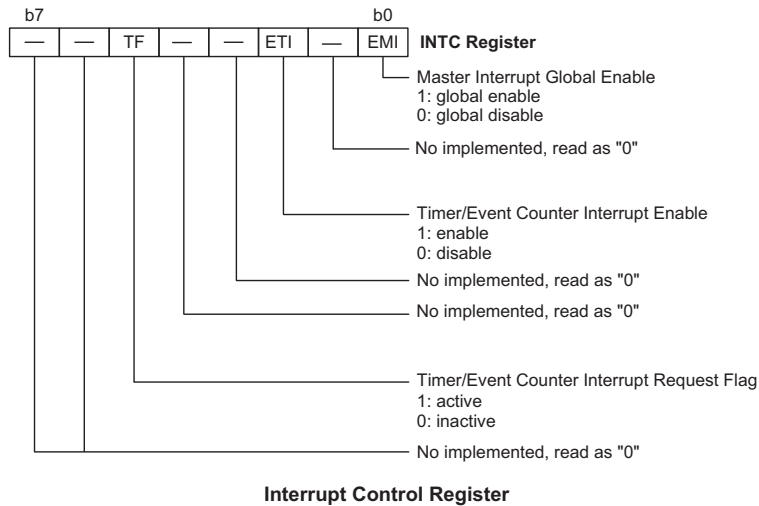 b7 b0
— — TF — — ETI — EMI INTC Register
Master Interrupt Global Enable
1: global enable
0: global disable
No implemented, read as "0"
Timer/Event Counter Interrupt Enable
1: enable
0: disable
No implemented, read as "0"
No implemented, read as "0"
Timer/Event Counter Interrupt Request Flag
1: active
0: inactive
No implemented, read as "0"
Interrupt Control Register